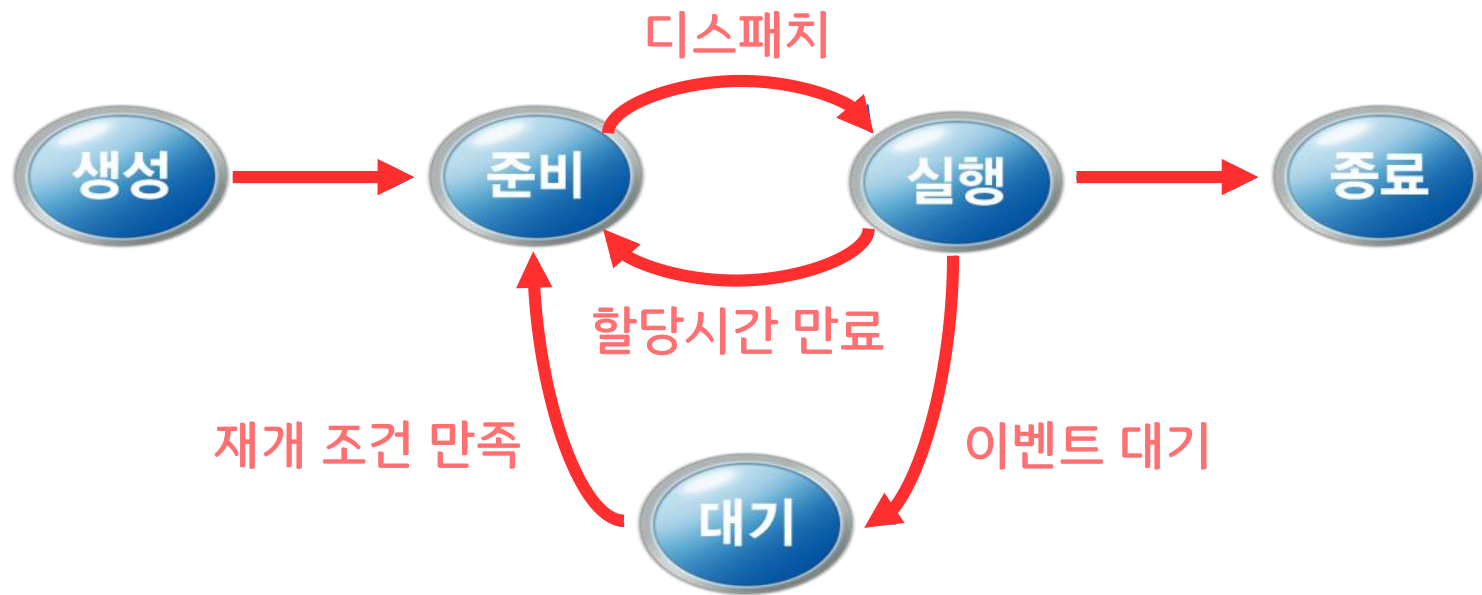 디스패치
생성
준비
실행
종료
할당시간 만료
재개 조건 만족
이벤트 대기
대기